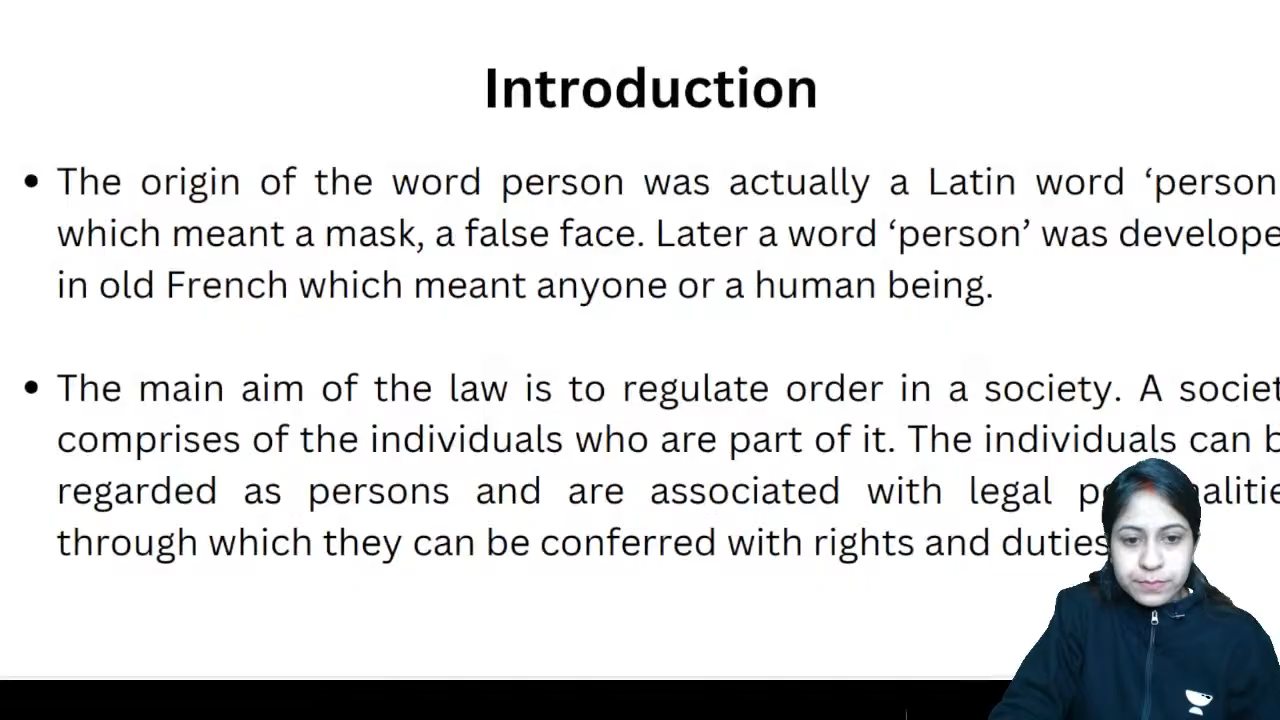 Introduction
• The origin of the word person was actually a Latin word ‘person
which meant a mask, a false face. Later a word ‘person’ was develope
in old French which meant anyone or a human being.
• The main aim of the law is to regulate order in a society. A societ
comprises of the individuals who are part of it. The individuals can b
regarded as persons and are associated with legal
through which they can be conferred with rights and duties